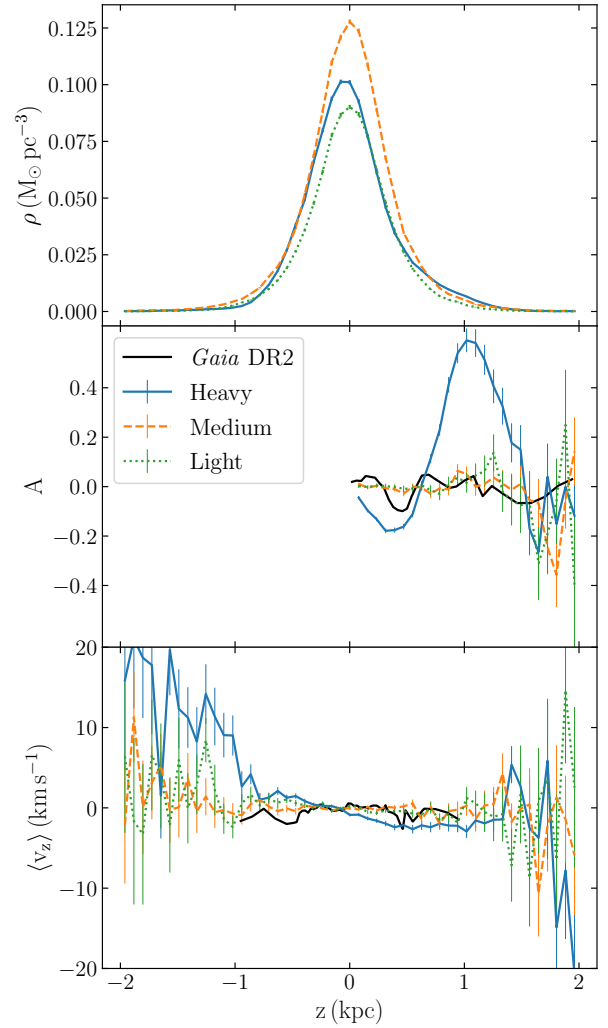 0.125
0.100
0.075
0.050
0.025
0.000
ρ (M⊙ pc⁻³)
Gaia DR2
Heavy
Medium
Light
0.4
0.2
0.0
−0.2
−0.4
A
20
10
0
−10
−20
⟨vz⟩ (km s⁻¹)
−2 −1 0 1 2
z (kpc)